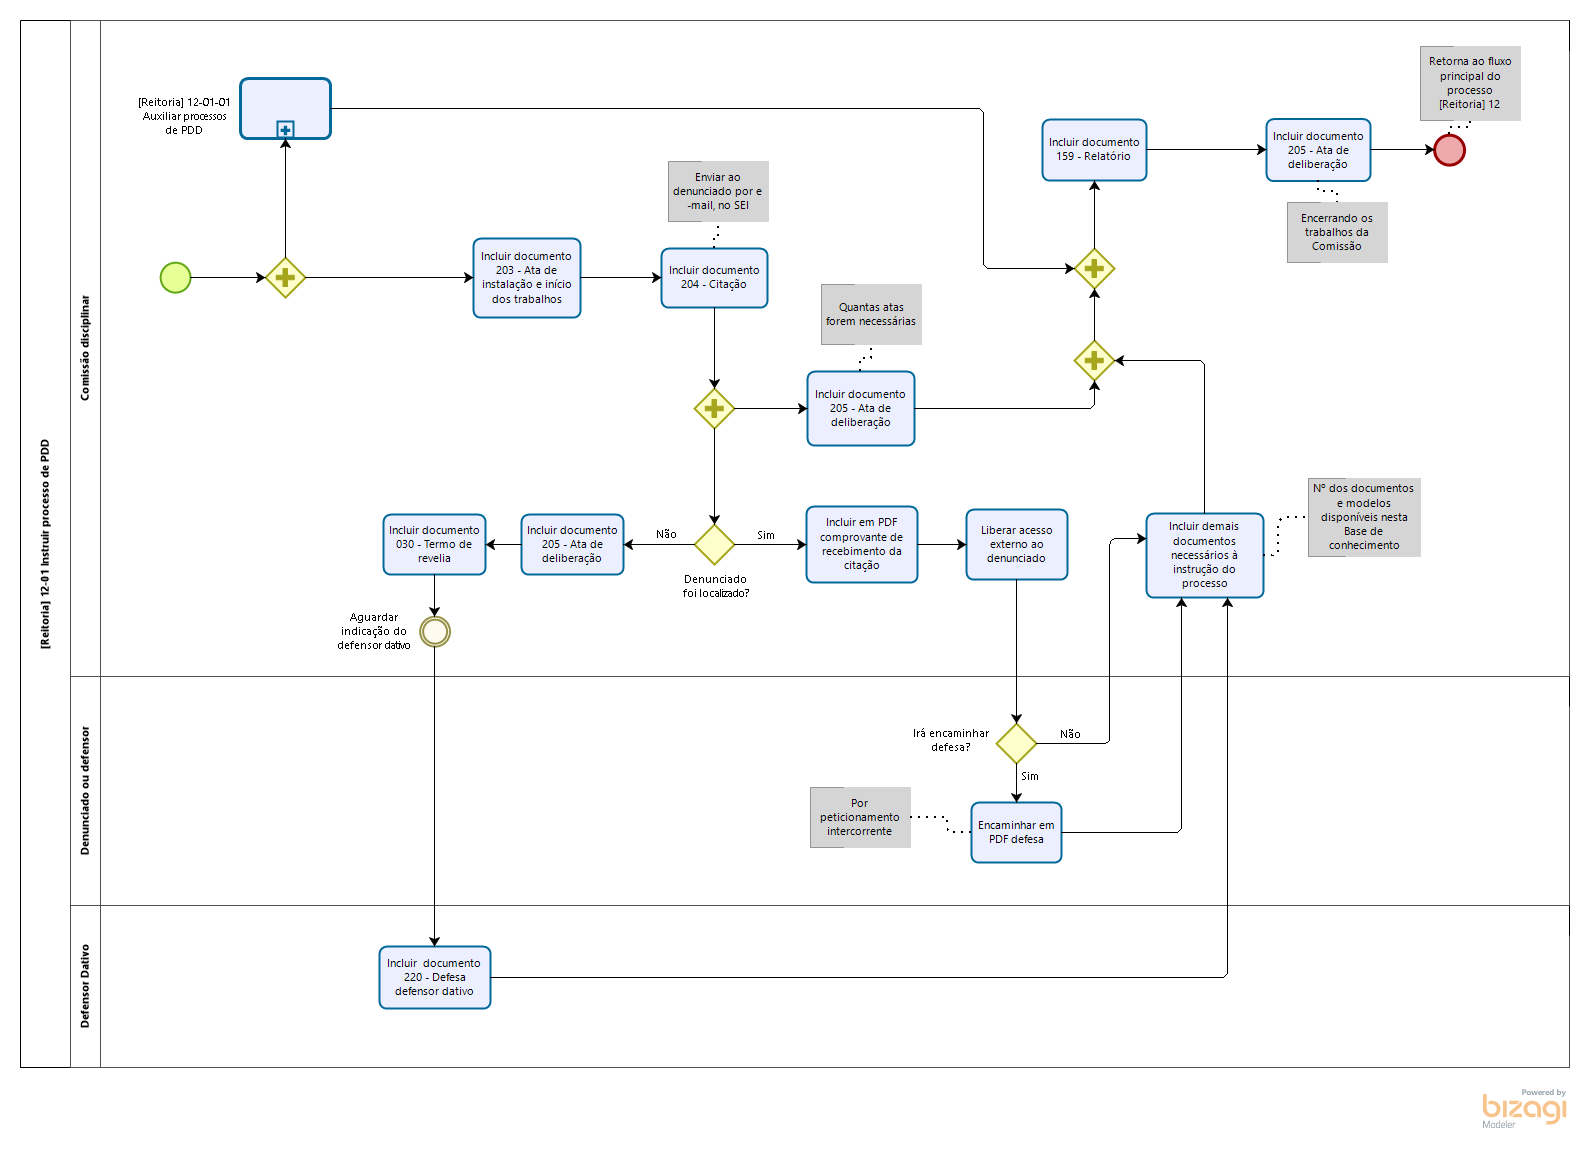 [Reitoria] 12-01 Instruir processo de PDD
Comissão disciplinar
[Reitoria] 12-01-01
Auxiliar processos
de PDD
Incluir documento
203 - Ata de
instalação e início
dos trabalhos
Enviar ao
denunciado por e
-mail, no SEI
Incluir documento
204 - Citação
Quantas atas
forem necessárias
Incluir documento
205 - Ata de
deliberação
Incluir documento
159 - Relatório
Incluir documento
205 - Ata de
deliberação
Retorna ao fluxo
principal do
processo
[Reitoria] 12
Encerrando os
trabalhos da
Comissão
Denunciado
foi localizado?
Não
Sim
Incluir documento
205 - Ata de
deliberação
Incluir documento
030 - Termo de
revelia
Aguardar
indicação do
defensor dativo
Incluir em PDF
comprovante de
recebimento da
citação
Liberar acesso
externo ao
denunciado
Incluir demais
documentos
necessários à
instrução do
processo
Nº dos documentos
e modelos
disponíveis nesta
Base de
conhecimento
Denunciado ou defensor
Irá encaminhar
defesa?
Não
Sim
Por
peticionamento
intercorrente
Encaminhar em
PDF defesa
Defensor Dativo
Incluir documento
220 - Defesa
defensor dativo
Powered by
bizagi
Modeler